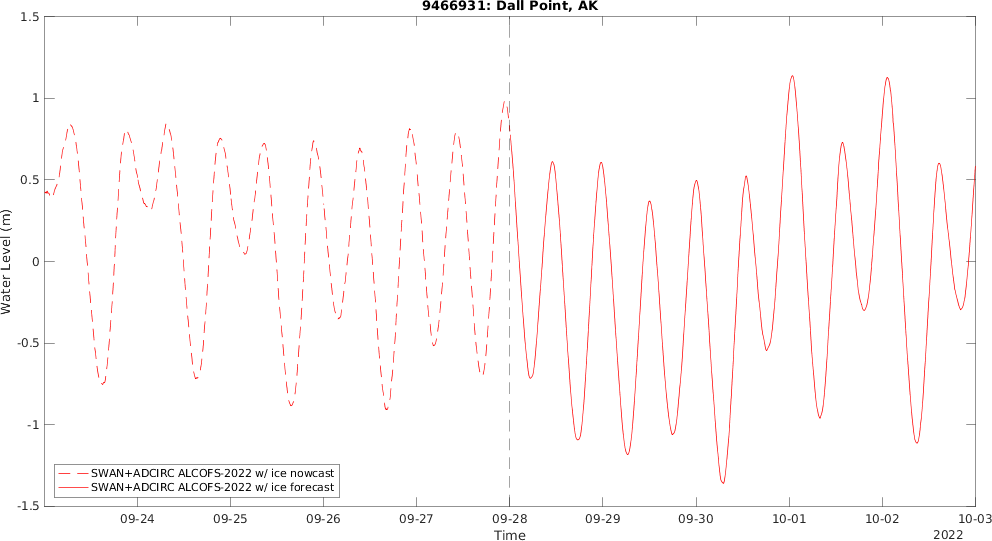 9466931: Dall Point, AK
1.5
1
0.5
0
-0.5
-1
-1.5
Water Level (m)
SWAN+ADCIRC ALCOFS-2022 w/ ice nowcast
SWAN+ADCIRC ALCOFS-2022 w/ ice forecast
09-24 09-25 09-26 09-27 09-28 09-29 09-30 10-01 10-02 10-03
Time
2022